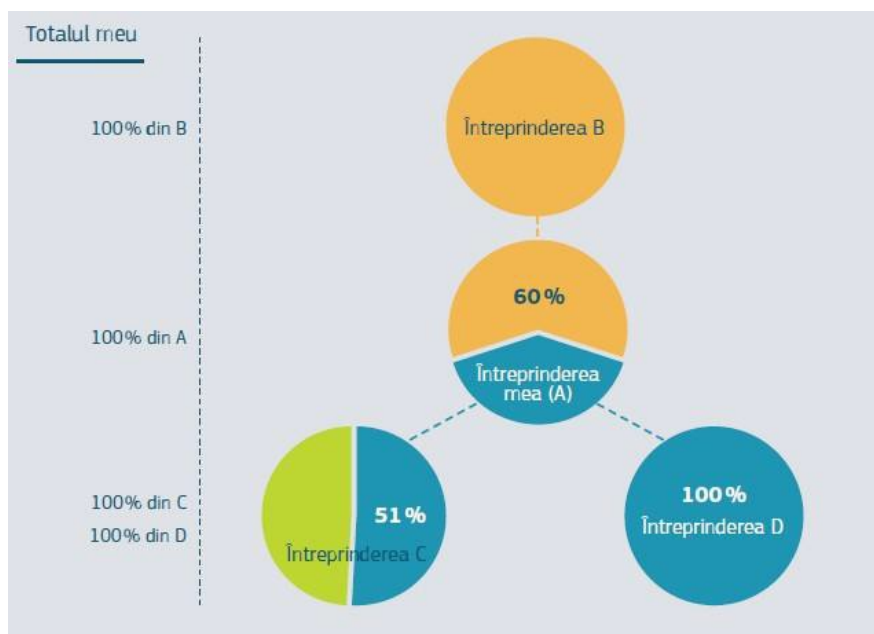 Totalul meu
100% din B
Întreprinderea B
60%
100% din A
Întreprinderea
mea (A)
100% din C
100% din D
51%
Întreprinderea C
100%
Întreprinderea D